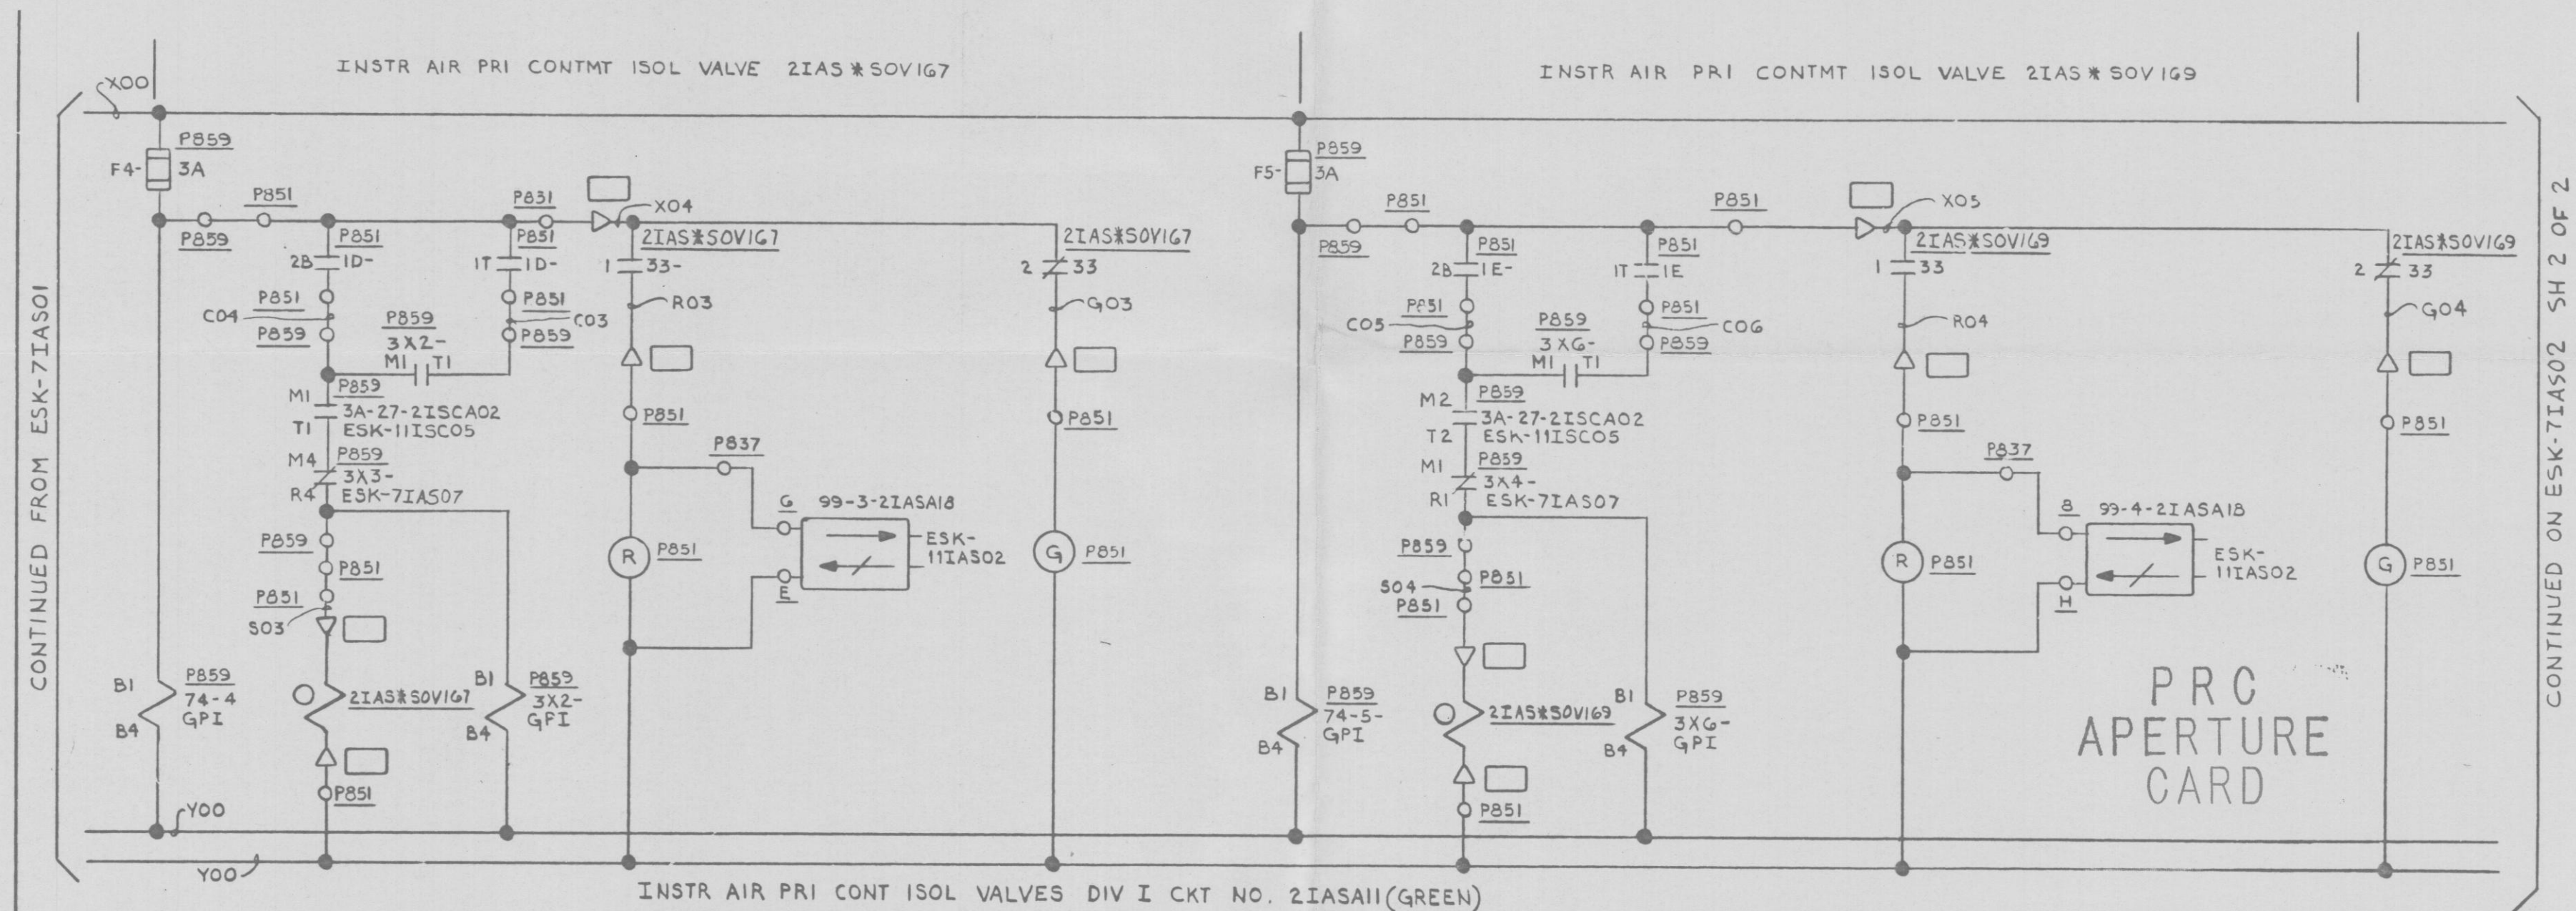 INSTR AIR PRI CONTMT ISOL VALVE 2IAS*SOV167
INSTR AIR PRI CONTMT ISOL VALVE 2IAS*SOV169
CONTINUED FROM ESK-7IAS01
X00
P859
F4- 3A
P851
P859
P851
2B 1D-
P831
P851
1T 1D-
X04
2IAS*SOV167
1 33-
2IAS*SOV167
2 33
P851
C04
P859
P851
C03
P859
P859
3X2-
M1 T1
R03
G03
P859
M1
3A-27-2ISCA02
T1
ESK-11ISC05
M4
P859
3X3-
R4
ESK-7IAS07
P859
P851
P851
S03
P851
P837
G
99-3-2IASA18
ESK-
11IAS02
E
R
P851
P851
G
P851
B1
P859
74-4
GPI
B4
2IAS*SOV167
B1
P859
3X2-
GPI
B4
P851
Y00
Y00
P859
F5- 3A
P851
P859
P851
2B 1E-
P851
1T 1E
P851
X05
2IAS*SOV169
1 33
2IAS*SOV169
2 33
P851
C05
P859
P851
C06
P859
P859
3X6-
M1 T1
R04
G04
M2
P859
3A-27-2ISCA02
T2
ESK-11ISC05
M1
P859
3X4-
R1
ESK-7IAS07
P859
P851
S04
P851
P851
P837
8
99-4-2IASA18
ESK-
11IAS02
H
R
P851
P851
G
P851
B1
P859
74-5-
GPI
B4
2IAS*SOV169
B1
P859
3X6-
GPI
B4
P851
PRC
APERTURE
CARD
CONTINUED ON ESK-7IAS02 SH 2 OF 2
INSTR AIR PRI CONT ISOL VALVES DIV I CKT NO. 2IASA11(GREEN)